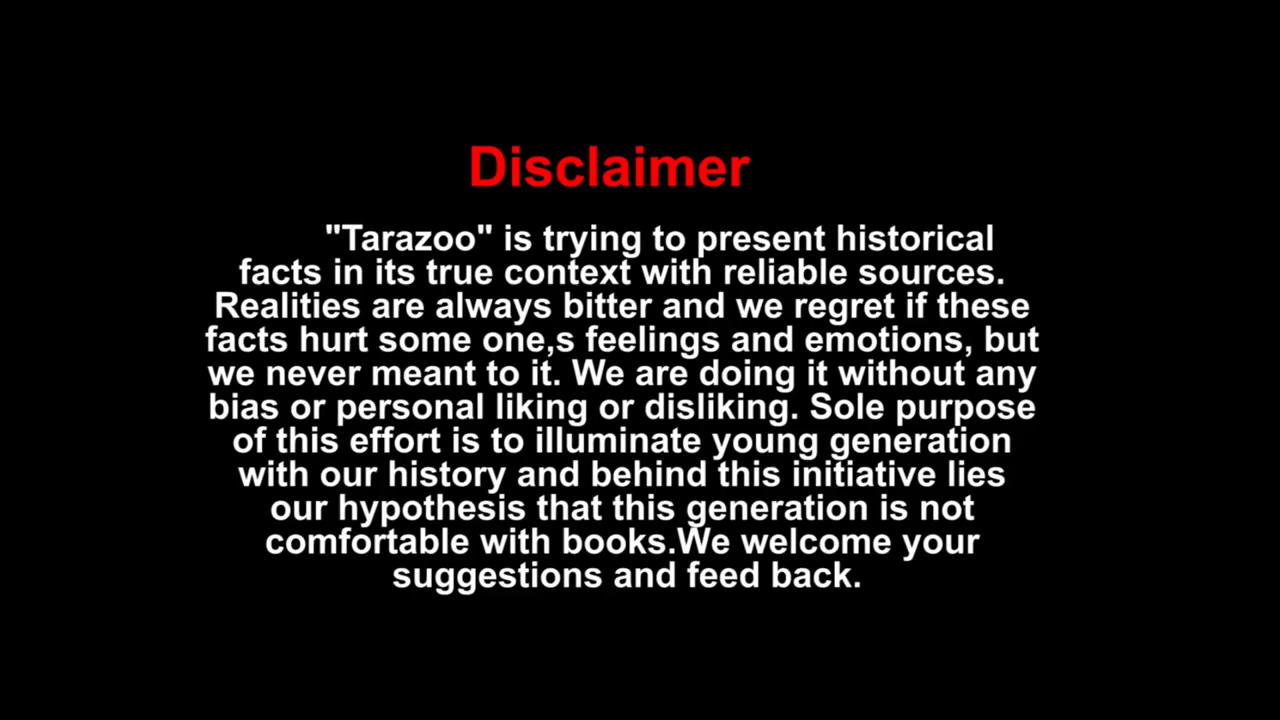 Disclaimer
"Tarazoo" is trying to present historical
facts in its true context with reliable sources.
Realities are always bitter and we regret if these
facts hurt some one,s feelings and emotions, but
we never meant to it. We are doing it without any
bias or personal liking or disliking. Sole purpose
of this effort is to illuminate young generation
with our history and behind this initiative lies
our hypothesis that this generation is not
comfortable with books.We welcome your
suggestions and feed back.